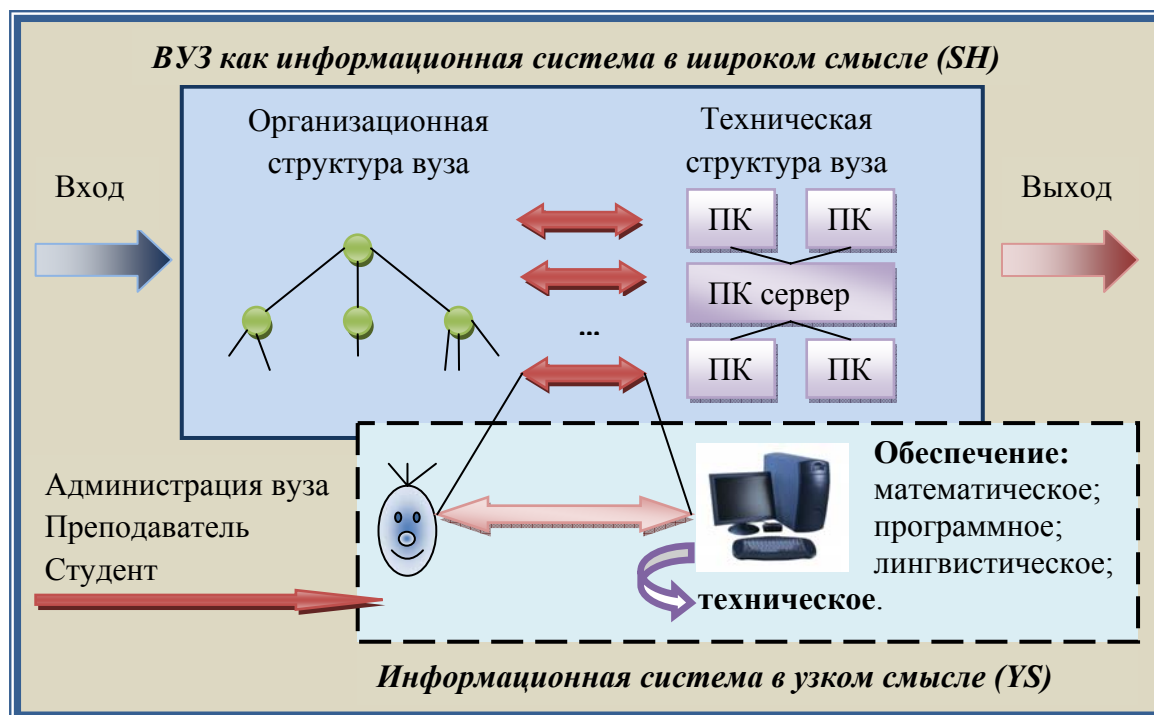 ВУЗ как информационная система в широком смысле (SH)
Организационная
структура вуза
Техническая
структура вуза
Вход
Выход
ПК
ПК
ПК сервер
...
ПК
ПК
Администрация вуза
Преподаватель
Студент
Обеспечение:
математическое;
программное;
лингвистическое;
техническое.
Информационная система в узком смысле (YS)